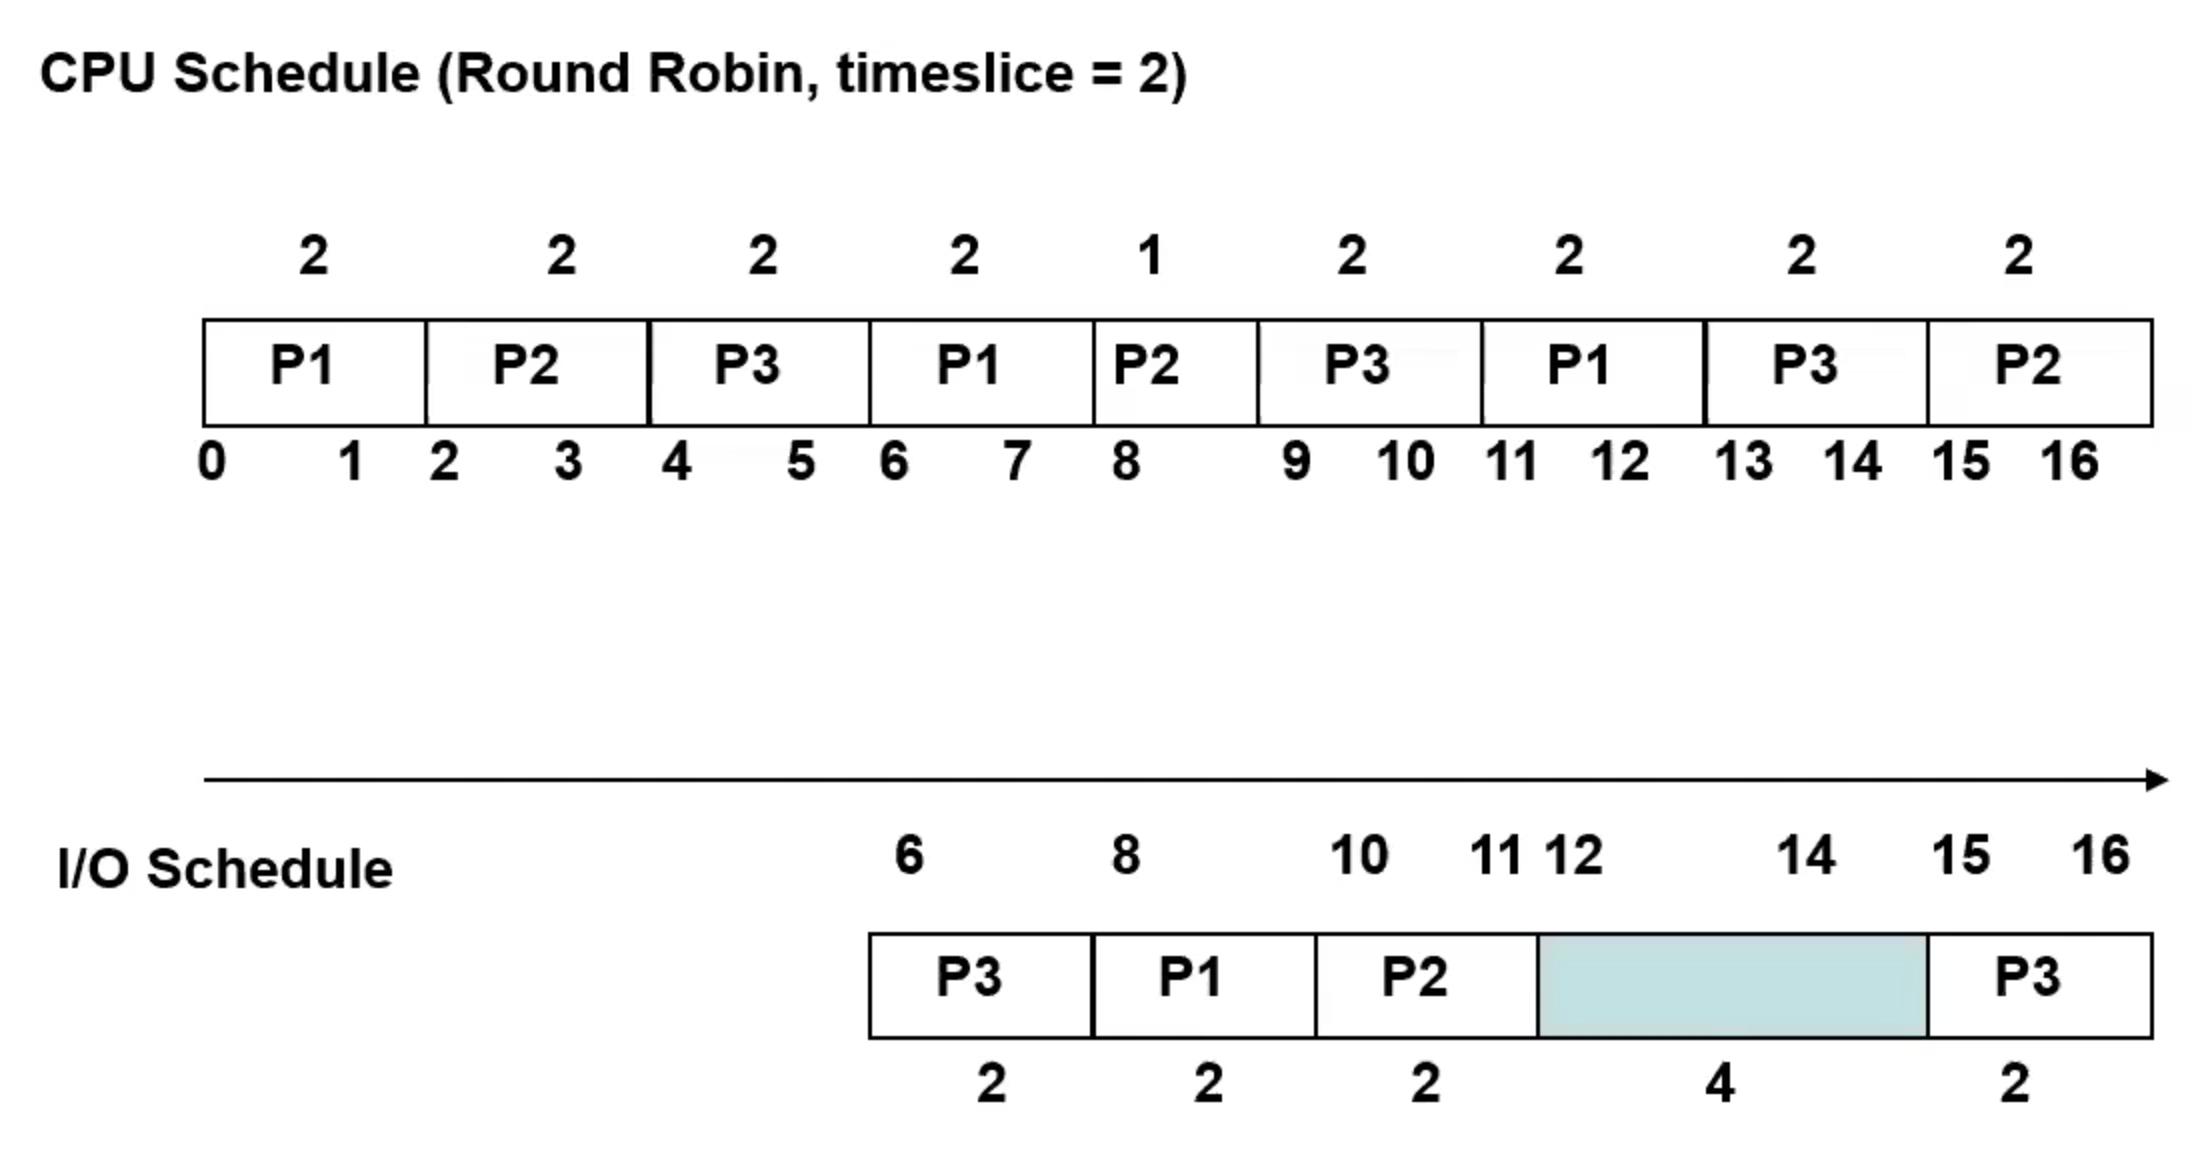 CPU Schedule (Round Robin, timeslice = 2)
2 2 2 2 1 2 2 2 2
P1 P2 P3 P1 P2 P3 P1 P3 P2
0 1 2 3 4 5 6 7 8 9 10 11 12 13 14 15 16
6 8 10 11 12 14 15 16
I/O Schedule
P3 P1 P2 P3
2 2 2 4 2